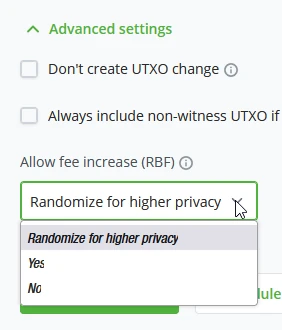 Advanced settings
Don't create UTXO change
Always include non-witness UTXO if
Allow fee increase (RBF)
Randomize for higher privacy
Randomize for higher privacy
Yes
No